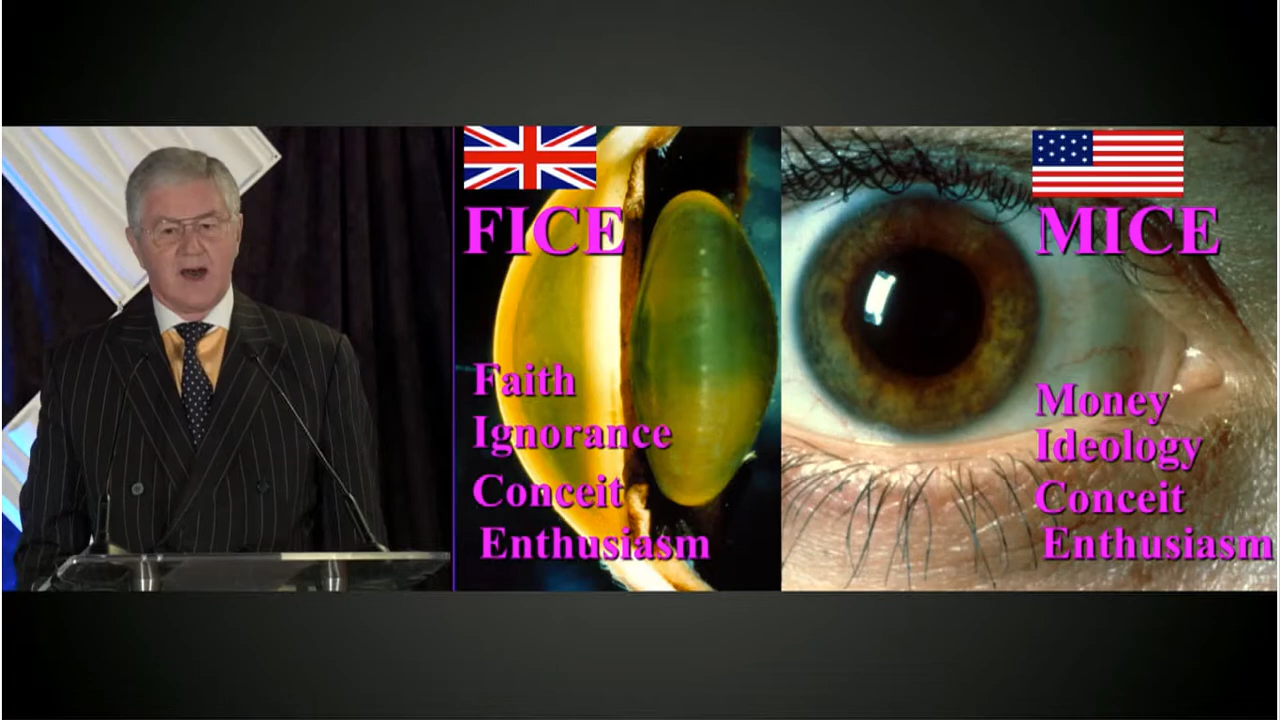 FICE
Faith
Ignorance
Conceit
Enthusiasm
MICE
Money
Ideology
Conceit
Enthusiasm